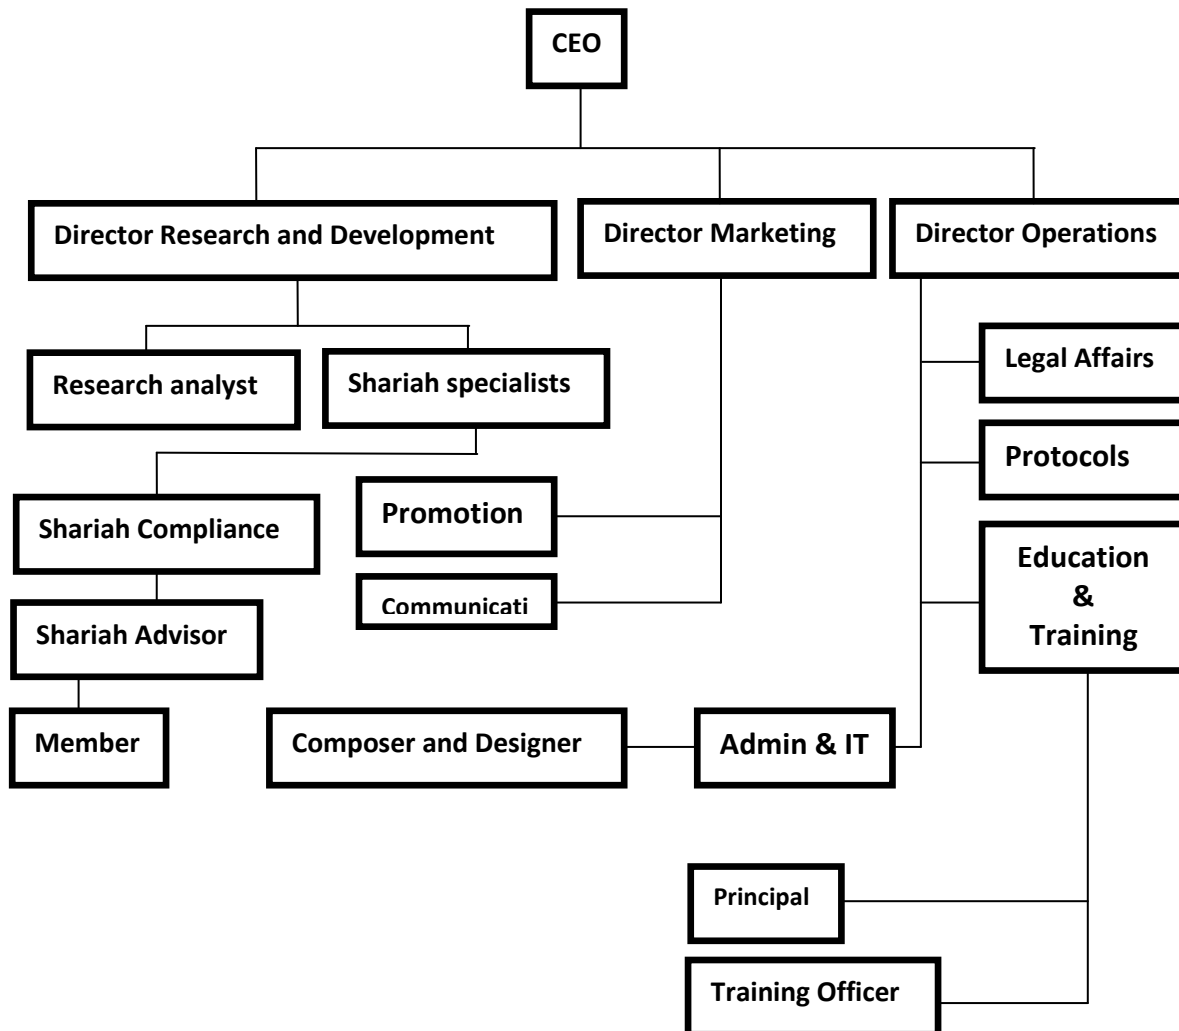 CEO
Director Research and Development
Director Marketing
Director Operations
Research analyst
Shariah specialists
Legal Affairs
Protocols
Shariah Compliance
Promotion
Education
&
Training
Communicati
Shariah Advisor
Member
Composer and Designer
Admin & IT
Principal
Training Officer